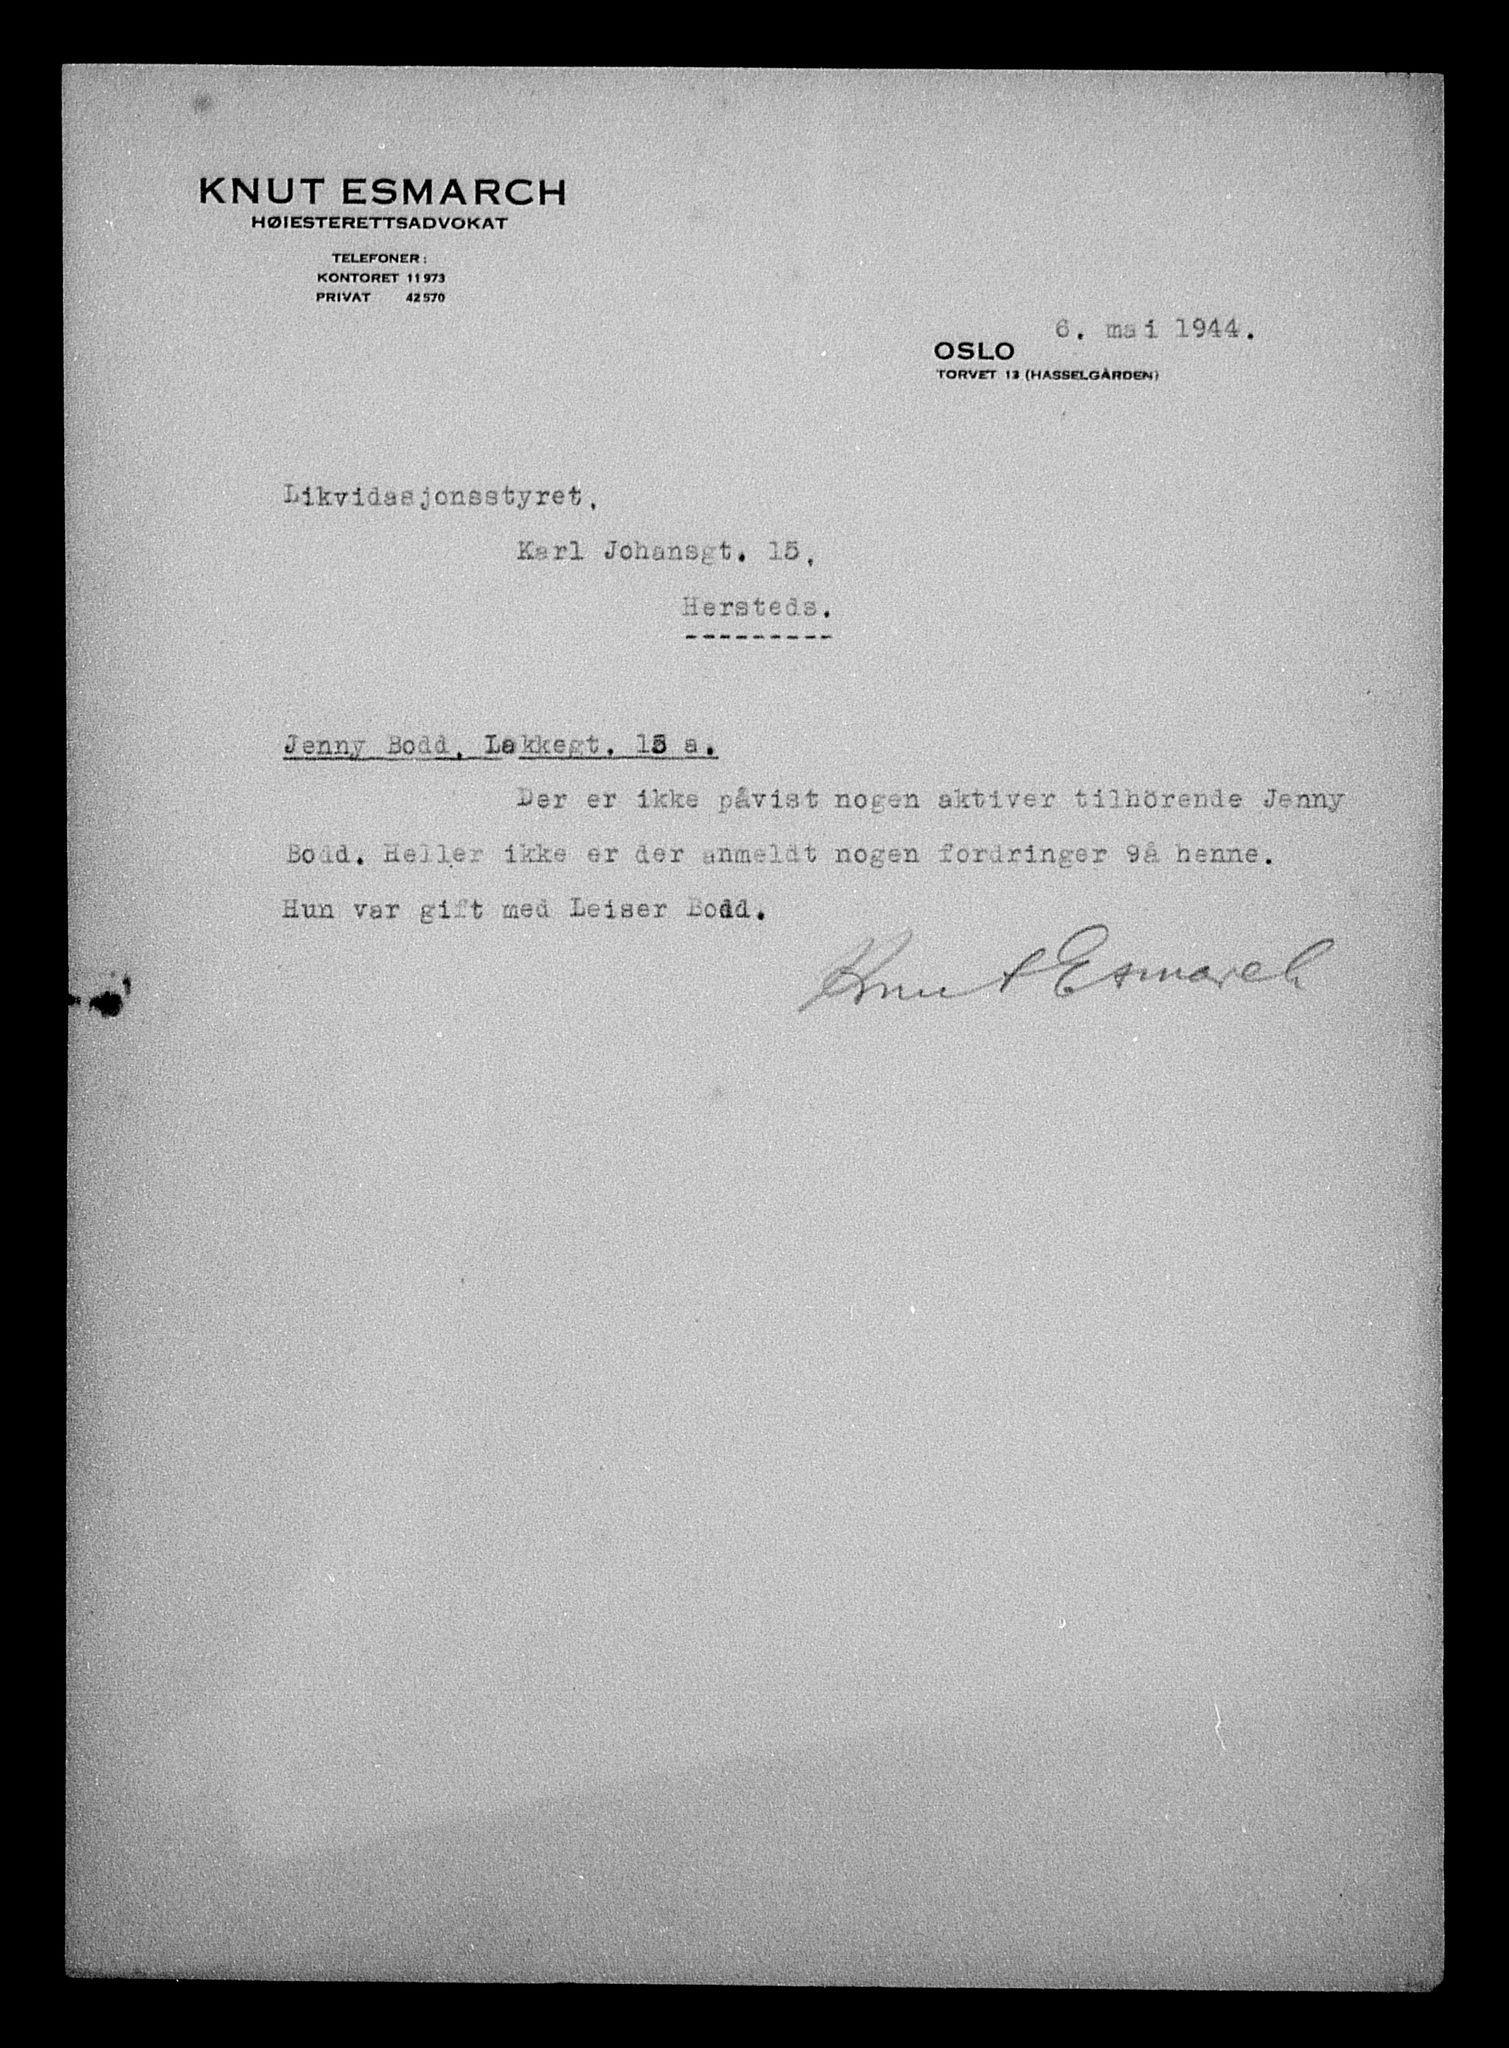 KNUT ESMARCH
HØIESTERETTSADVOKAT
TELEFONER:
KONTORET 11973
PRIVAT 42570
6. mai 1944.
OSLO
TORVET 13 (HASSELGÅRDEN)
Likvidasjonsstyret,
Karl Johansgt. 15,
Hersteds.
---------
Jenny Bodd, Lakkegt. 15 a.
Der er ikke påvist nogen aktiver tilhörende Jenny
Bodd. Heller ikke er der anmeldt nogen fordringer 9å henne.
Hun var gift med Leiser Bodd.
Knut Esmarch